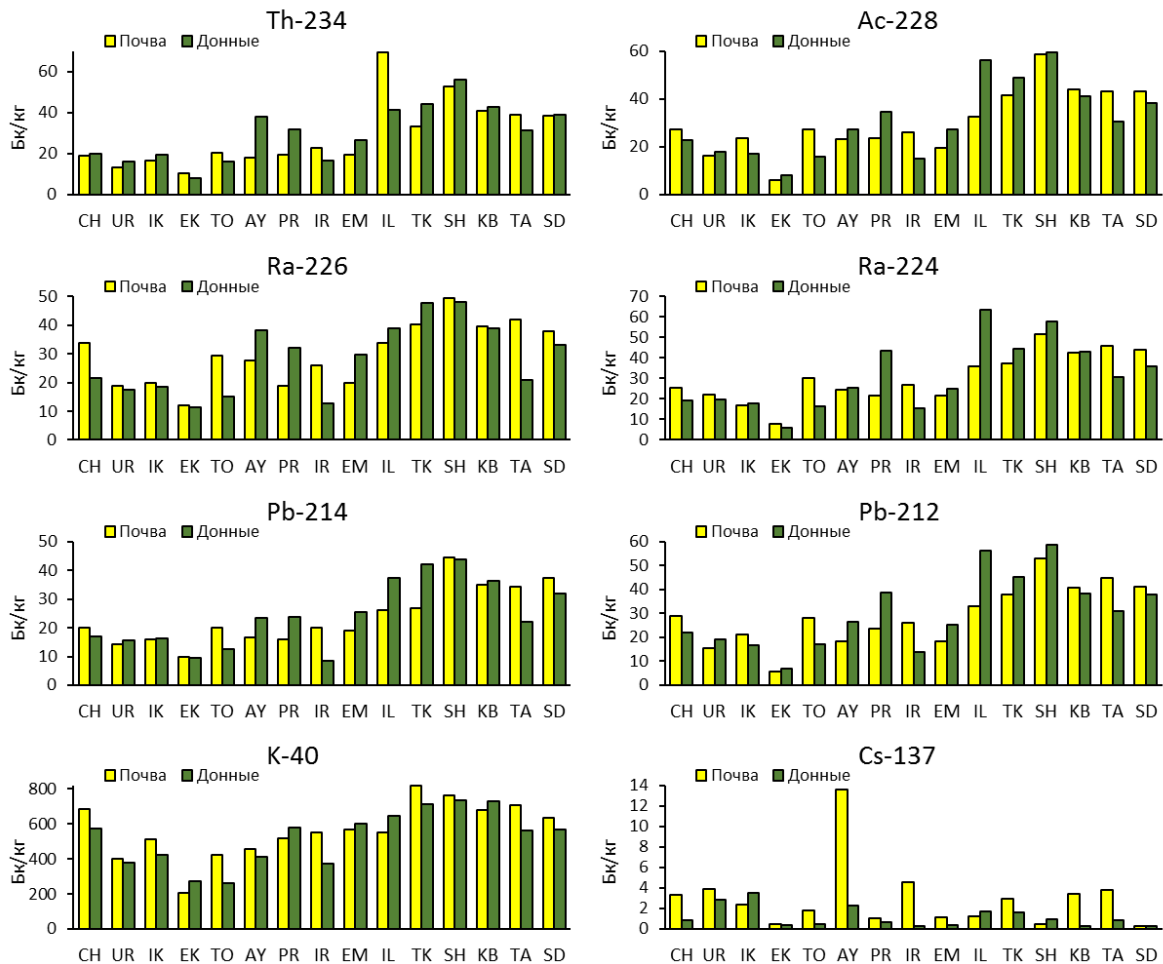 Th-234
Почва Донные
Бк/кг
60
40
20
0
CH UR IK EK TO AY PR IR EM IL TK SH KB TA SD
Ac-228
Почва Донные
Бк/кг
60
40
20
0
CH UR IK EK TO AY PR IR EM IL TK SH KB TA SD
Ra-226
Почва Донные
Бк/кг
50
40
30
20
10
0
CH UR IK EK TO AY PR IR EM IL TK SH KB TA SD
Ra-224
Почва Донные
Бк/кг
70
60
50
40
30
20
10
0
CH UR IK EK TO AY PR IR EM IL TK SH KB TA SD
Pb-214
Почва Донные
Бк/кг
50
40
30
20
10
0
CH UR IK EK TO AY PR IR EM IL TK SH KB TA SD
Pb-212
Почва Донные
Бк/кг
60
50
40
30
20
10
0
CH UR IK EK TO AY PR IR EM IL TK SH KB TA SD
K-40
Почва Донные
Бк/кг
800
600
400
200
0
CH UR IK EK TO AY PR IR EM IL TK SH KB TA SD
Cs-137
Почва Донные
Бк/кг
14
12
10
8
6
4
2
0
CH UR IK EK TO AY PR IR EM IL TK SH KB TA SD